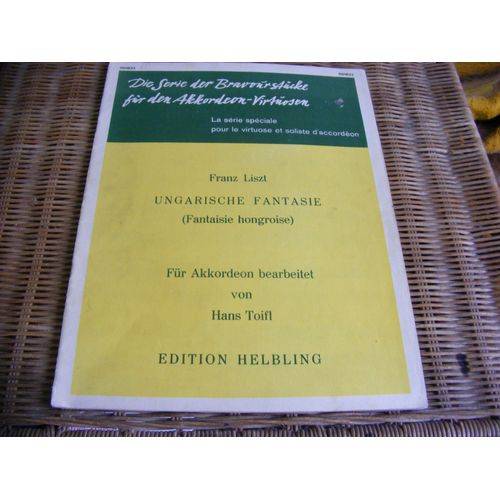 Die Serie der Bravourstücke
für den Akkordeon-Virtuosen
La série spéciale
pour le virtuose et soliste d'accordéon
Franz Liszt
UNGARISCHE FANTASIE
(Fantaisie hongroise)
Für Akkordeon bearbeitet
von
Hans Toifl
EDITION HELBLING